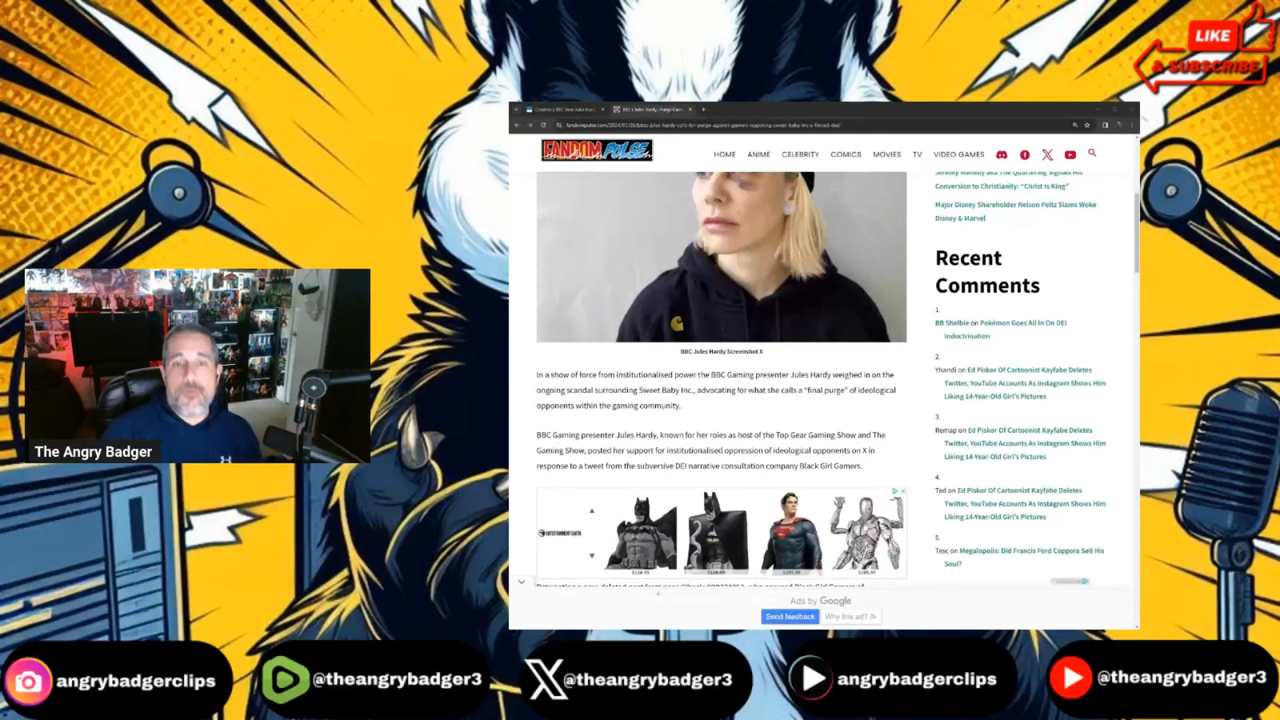 LIKE
& SUBSCRIBE
FANDOM PULSE
HOME ANIME CELEBRITY COMICS MOVIES TV VIDEO GAMES
Conversion to Christianity: "Christ Is King"
Major Disney Shareholder Nelson Peltz Slams Woke
Disney & Marvel
Recent
Comments
BBC Jules Hardy Screenshot X
In a show of force from institutionalised power the BBC Gaming presenter Jules Hardy weighed in on the
ongoing scandal surrounding Sweet Baby Inc., advocating for what she calls a "final purge" of ideological
opponents within the gaming community.
BBC Gaming presenter Jules Hardy, known for her roles as host of the Top Gear Gaming Show and The
Gaming Show, posted her support for institutionalised oppression of ideological opponents on X in
response to a tweet from the subversive DEI narrative consultation company Black Girl Gamers.
1.
BB Shelbie on Pokémon Goes All In On DEI
Indoctrination
2.
Yhandi on Ed Piskor Of Cartoonist Kayfabe Deletes
Twitter, YouTube Accounts As Instagram Shows Him
Liking 14-Year-Old Girl's Pictures
3.
Remap on Ed Piskor Of Cartoonist Kayfabe Deletes
Twitter, YouTube Accounts As Instagram Shows Him
Liking 14-Year-Old Girl's Pictures
4.
Ted on Ed Piskor Of Cartoonist Kayfabe Deletes
Twitter, YouTube Accounts As Instagram Shows Him
Liking 14-Year-Old Girl's Pictures
5.
Tesc on Megalopolis: Did Francis Ford Coppola Sell His
Soul?
ENTERTAINMENT EARTH
Ads by Google
Send feedback Why this ad?
The Angry Badger
angrybadgerclips
@theangrybadger3
@theangrybadger3
angrybadgerclips
@theangrybadger3